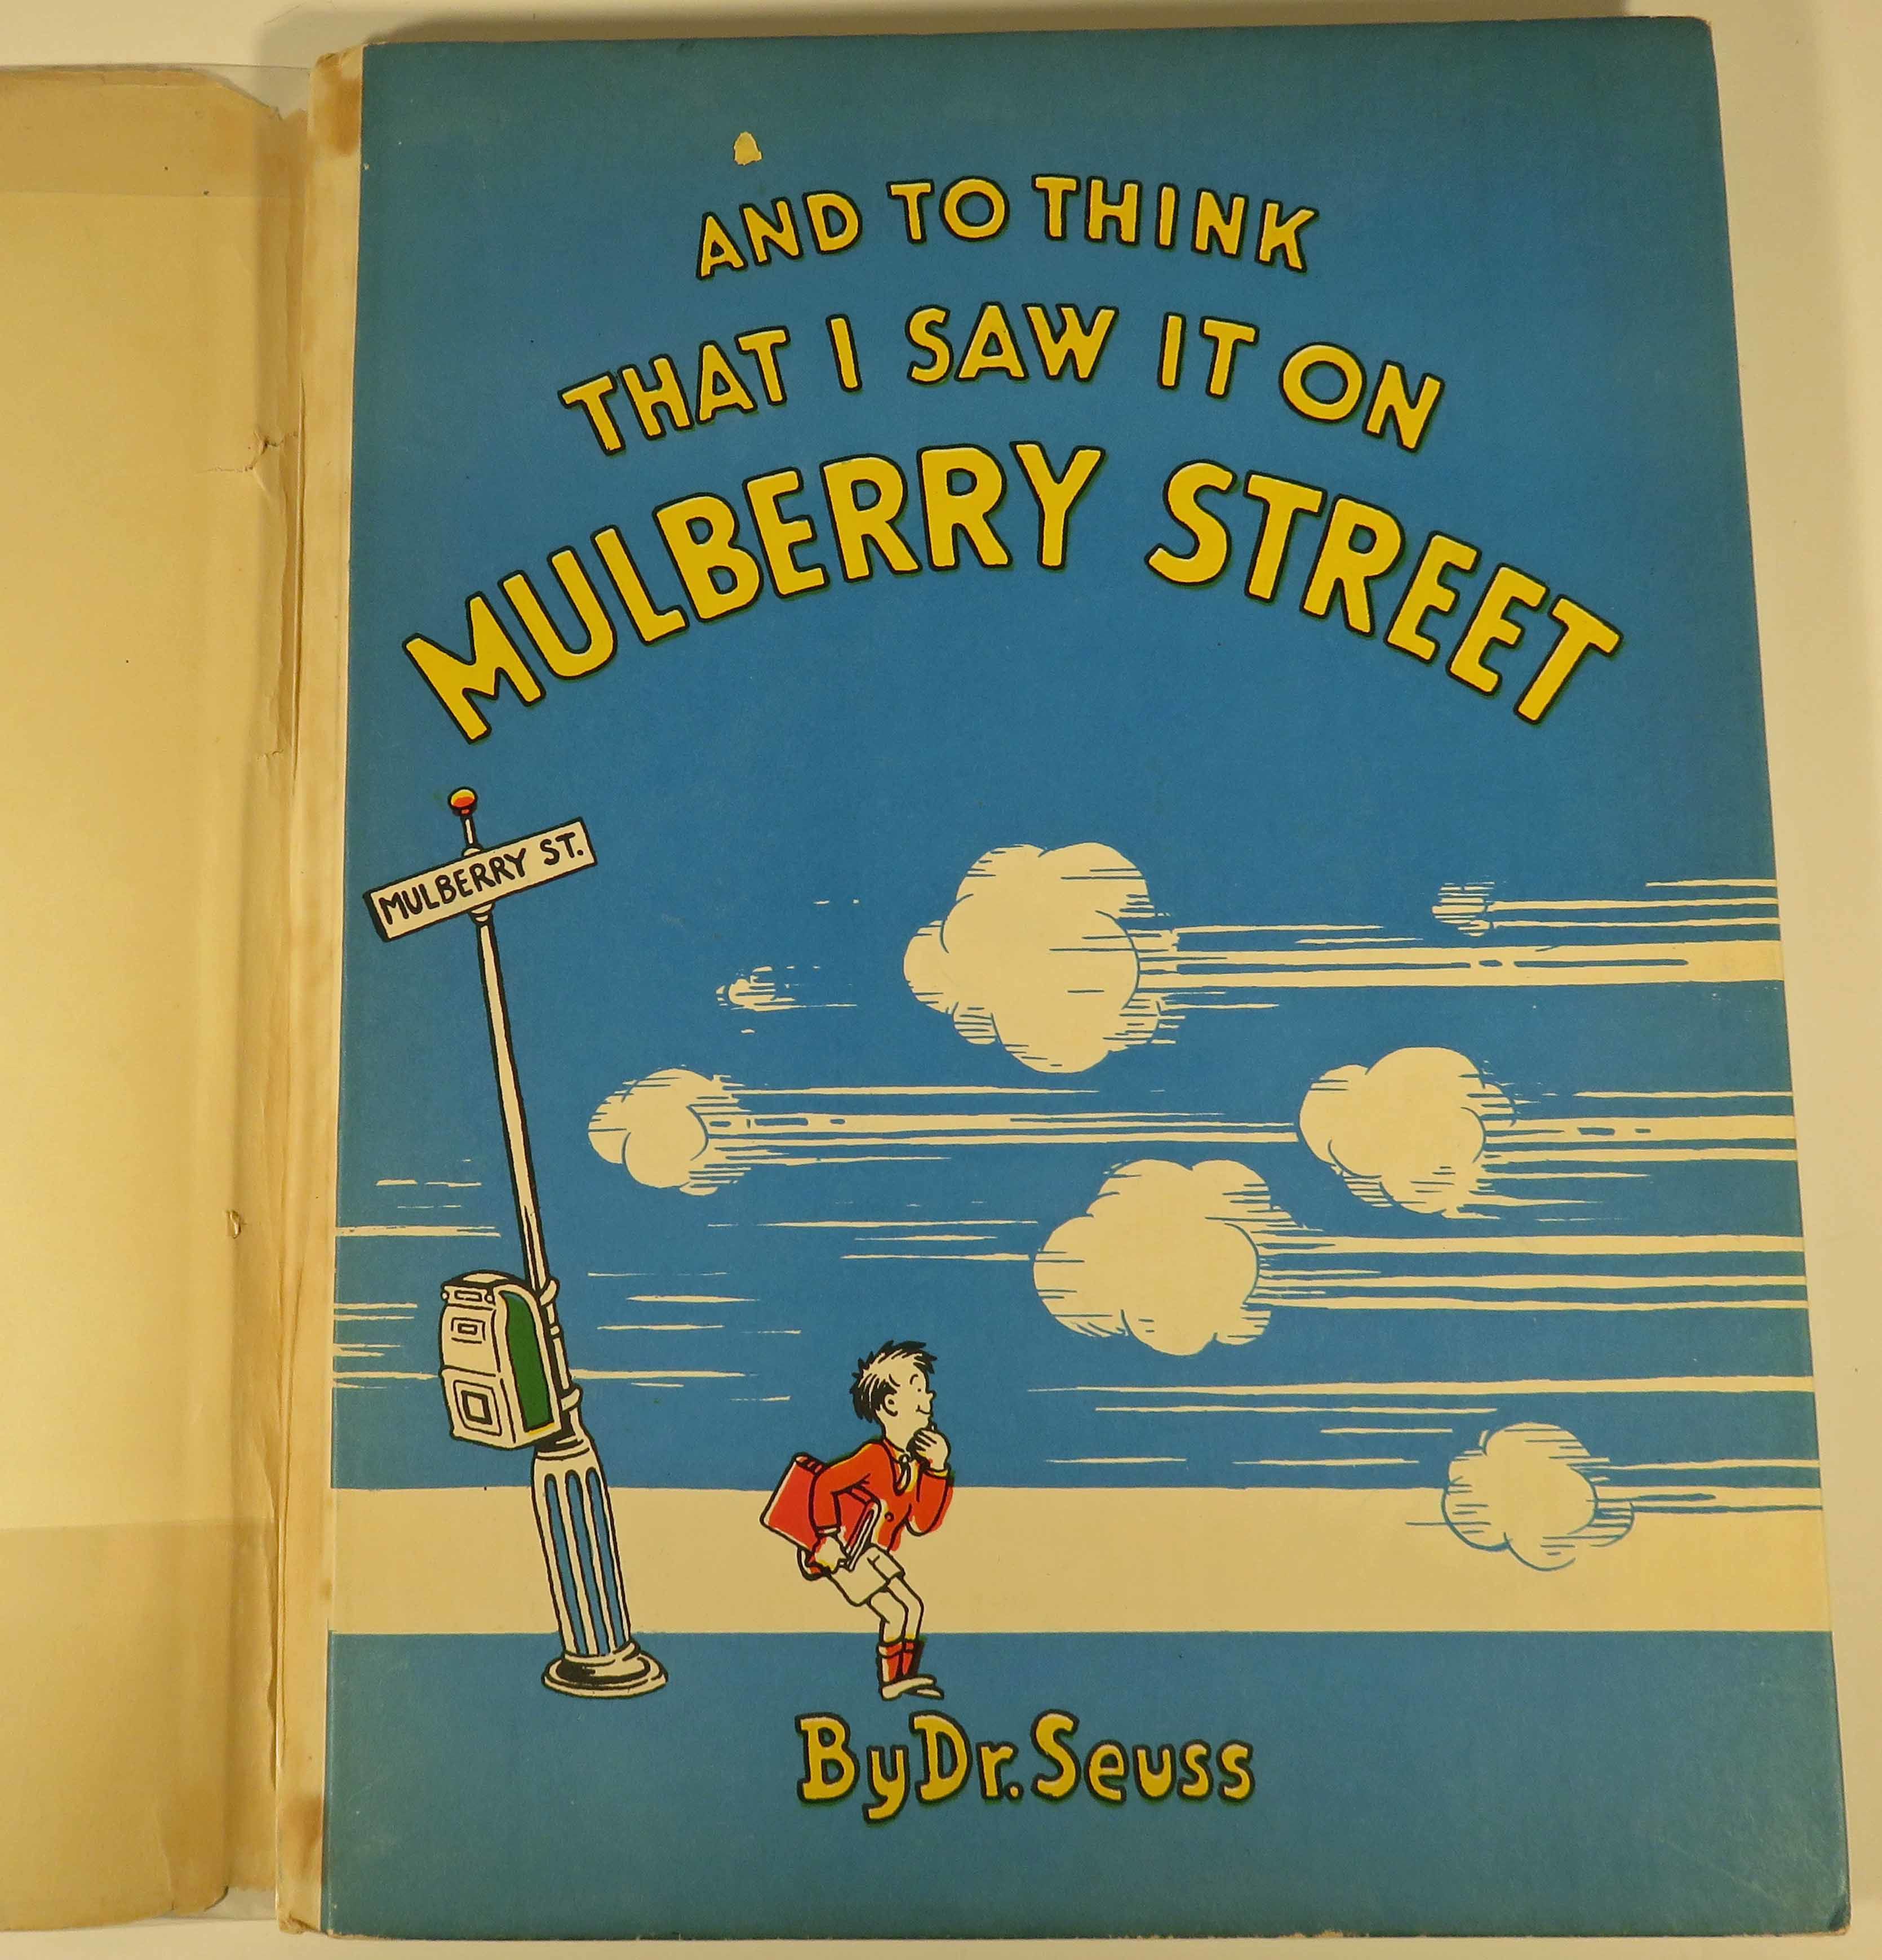 AND TO THINK
THAT I SAW IT ON
MULBERRY STREET
MULBERRY ST.
By Dr. Seuss